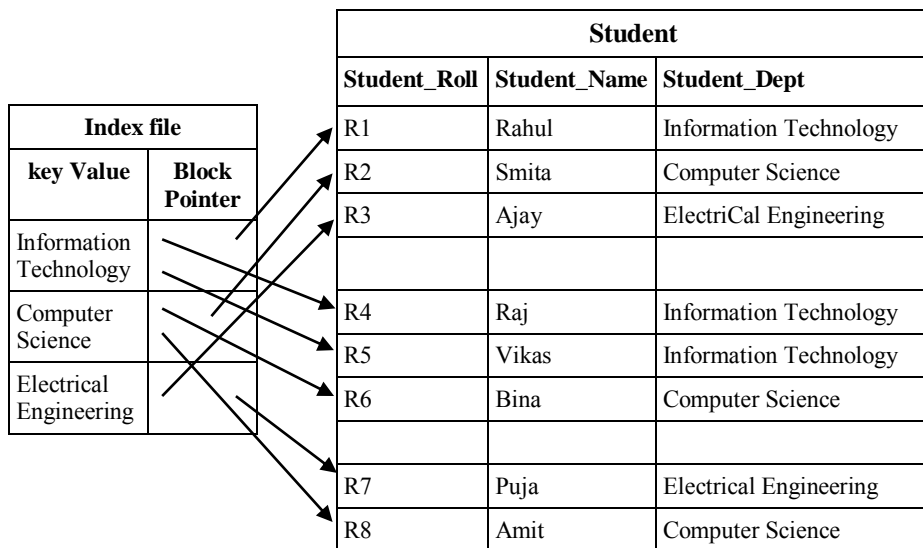 Index file
key Value Block Pointer
Information Technology
Computer Science
Electrical Engineering
Student
Student_Roll Student_Name Student_Dept
R1 Rahul Information Technology
R2 Smita Computer Science
R3 Ajay ElectriCal Engineering
R4 Raj Information Technology
R5 Vikas Information Technology
R6 Bina Computer Science
R7 Puja Electrical Engineering
R8 Amit Computer Science